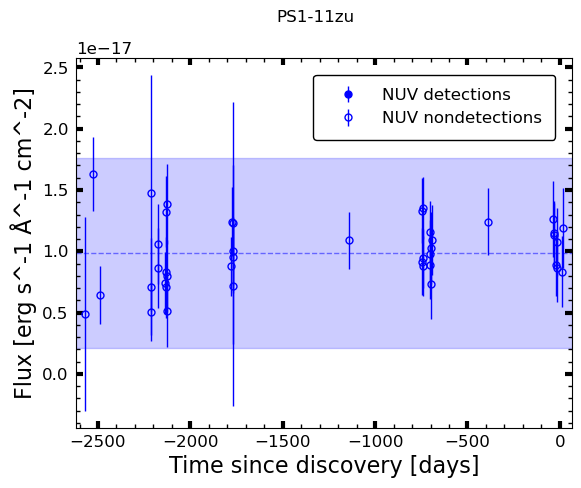 PS1-11zu
1e−17
NUV detections
NUV nondetections
2.5
2.0
1.5
1.0
0.5
0.0
Flux [erg s^-1 Å^-1 cm^-2]
−2500 −2000 −1500 −1000 −500 0
Time since discovery [days]